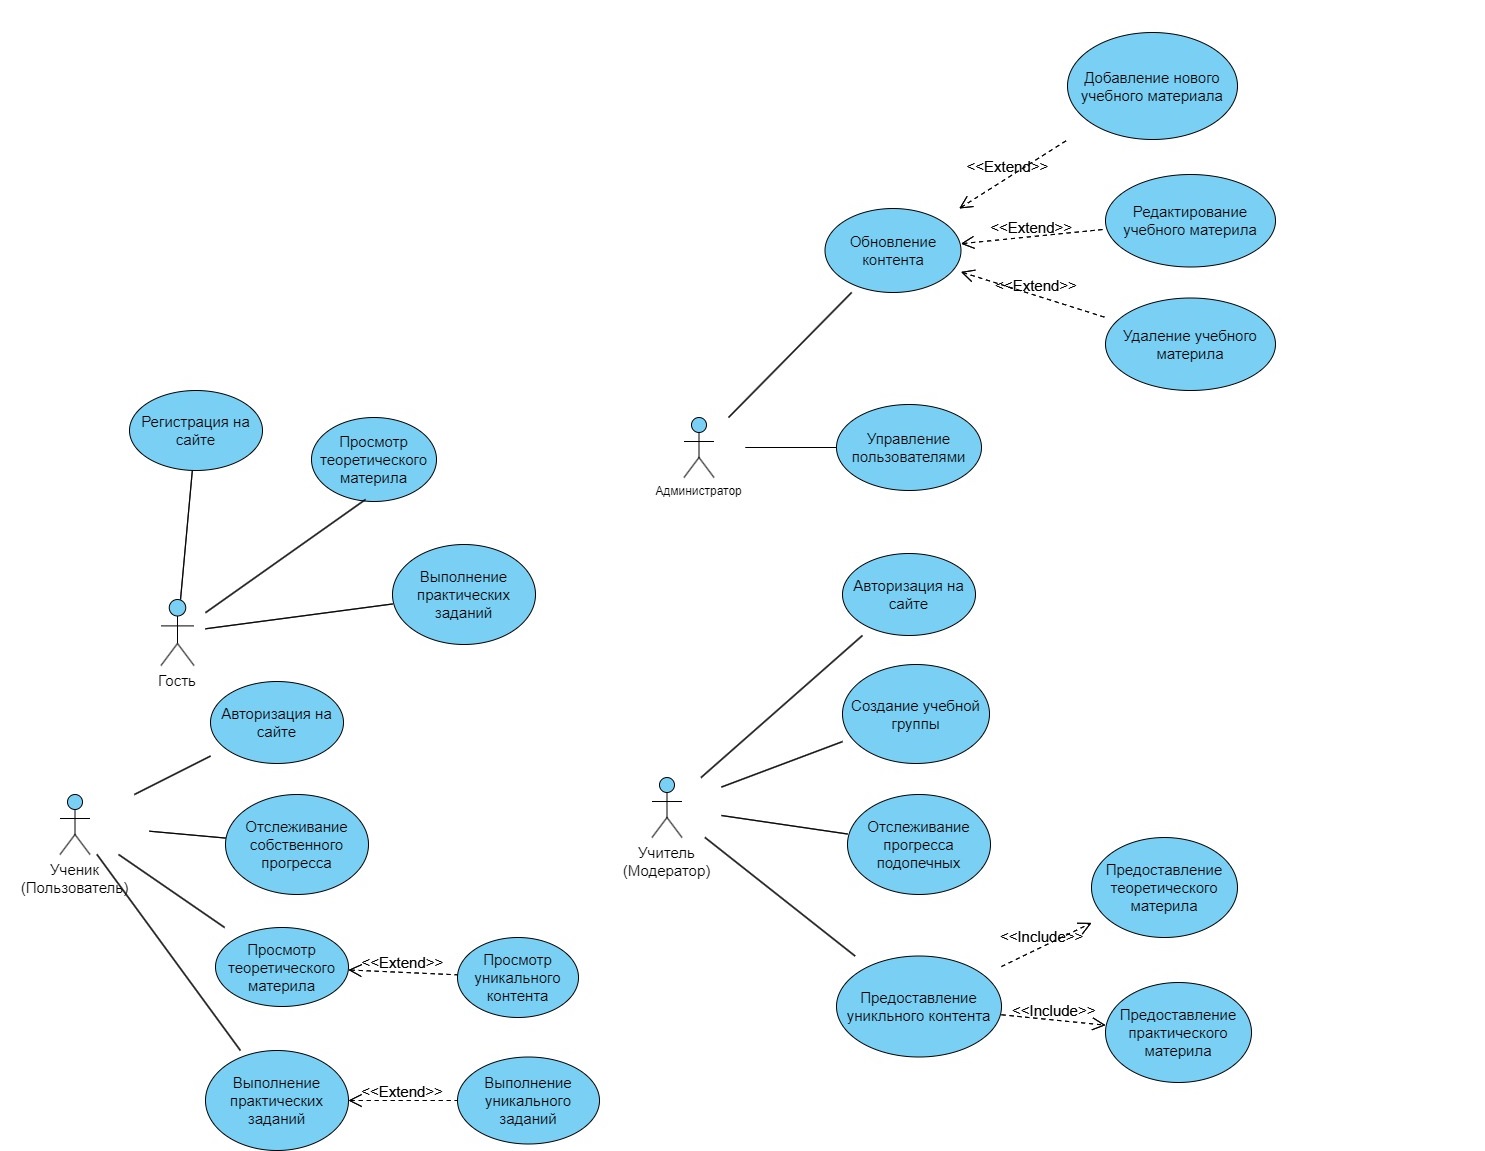 Добавление нового
учебного материала
<<Extend>>
Редактирование
учебного материла
<<Extend>>
Обновление
контента
<<Extend>>
Удаление учебного
материла
Регистрация на
сайте
Просмотр
теоретического
материла
Управление
пользователями
Администратор
Выполнение
практических
заданий
Гость
Авторизация на
сайте
Создание учебной
группы
Авторизация на
сайте
Отслеживание
собственного
прогресса
Ученик
(Пользователь)
Отслеживание
прогресса
подопечных
Учитель
(Модератор)
Предоставление
теоретического
материла
<<Include>>
Просмотр
теоретического
материла
<<Extend>>
Просмотр
уникального
контента
Предоставление
уникльного контента
<<Include>>
Предоставление
практического
материла
Выполнение
практических
заданий
<<Extend>>
Выполнение
уникального
заданий